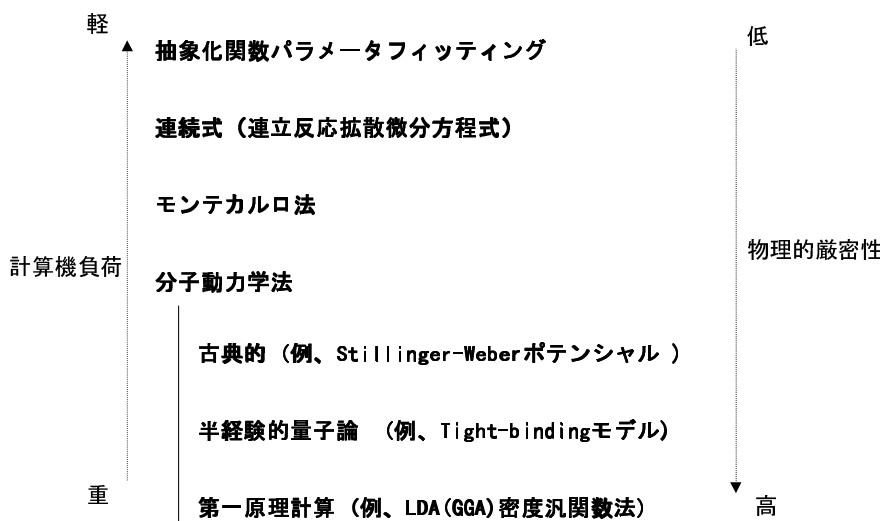 軽
低
抽象化関数パラメータフィッティング
連続式（連立反応拡散微分方程式）
モンテカルロ法
物理的厳密性
計算機負荷
分子動力学法
古典的（例、Stillinger-Weberポテンシャル ）
半経験的量子論 （例、Tight-bindingモデル）
重
第一原理計算（例、LDA(GGA)密度汎関数法）
高